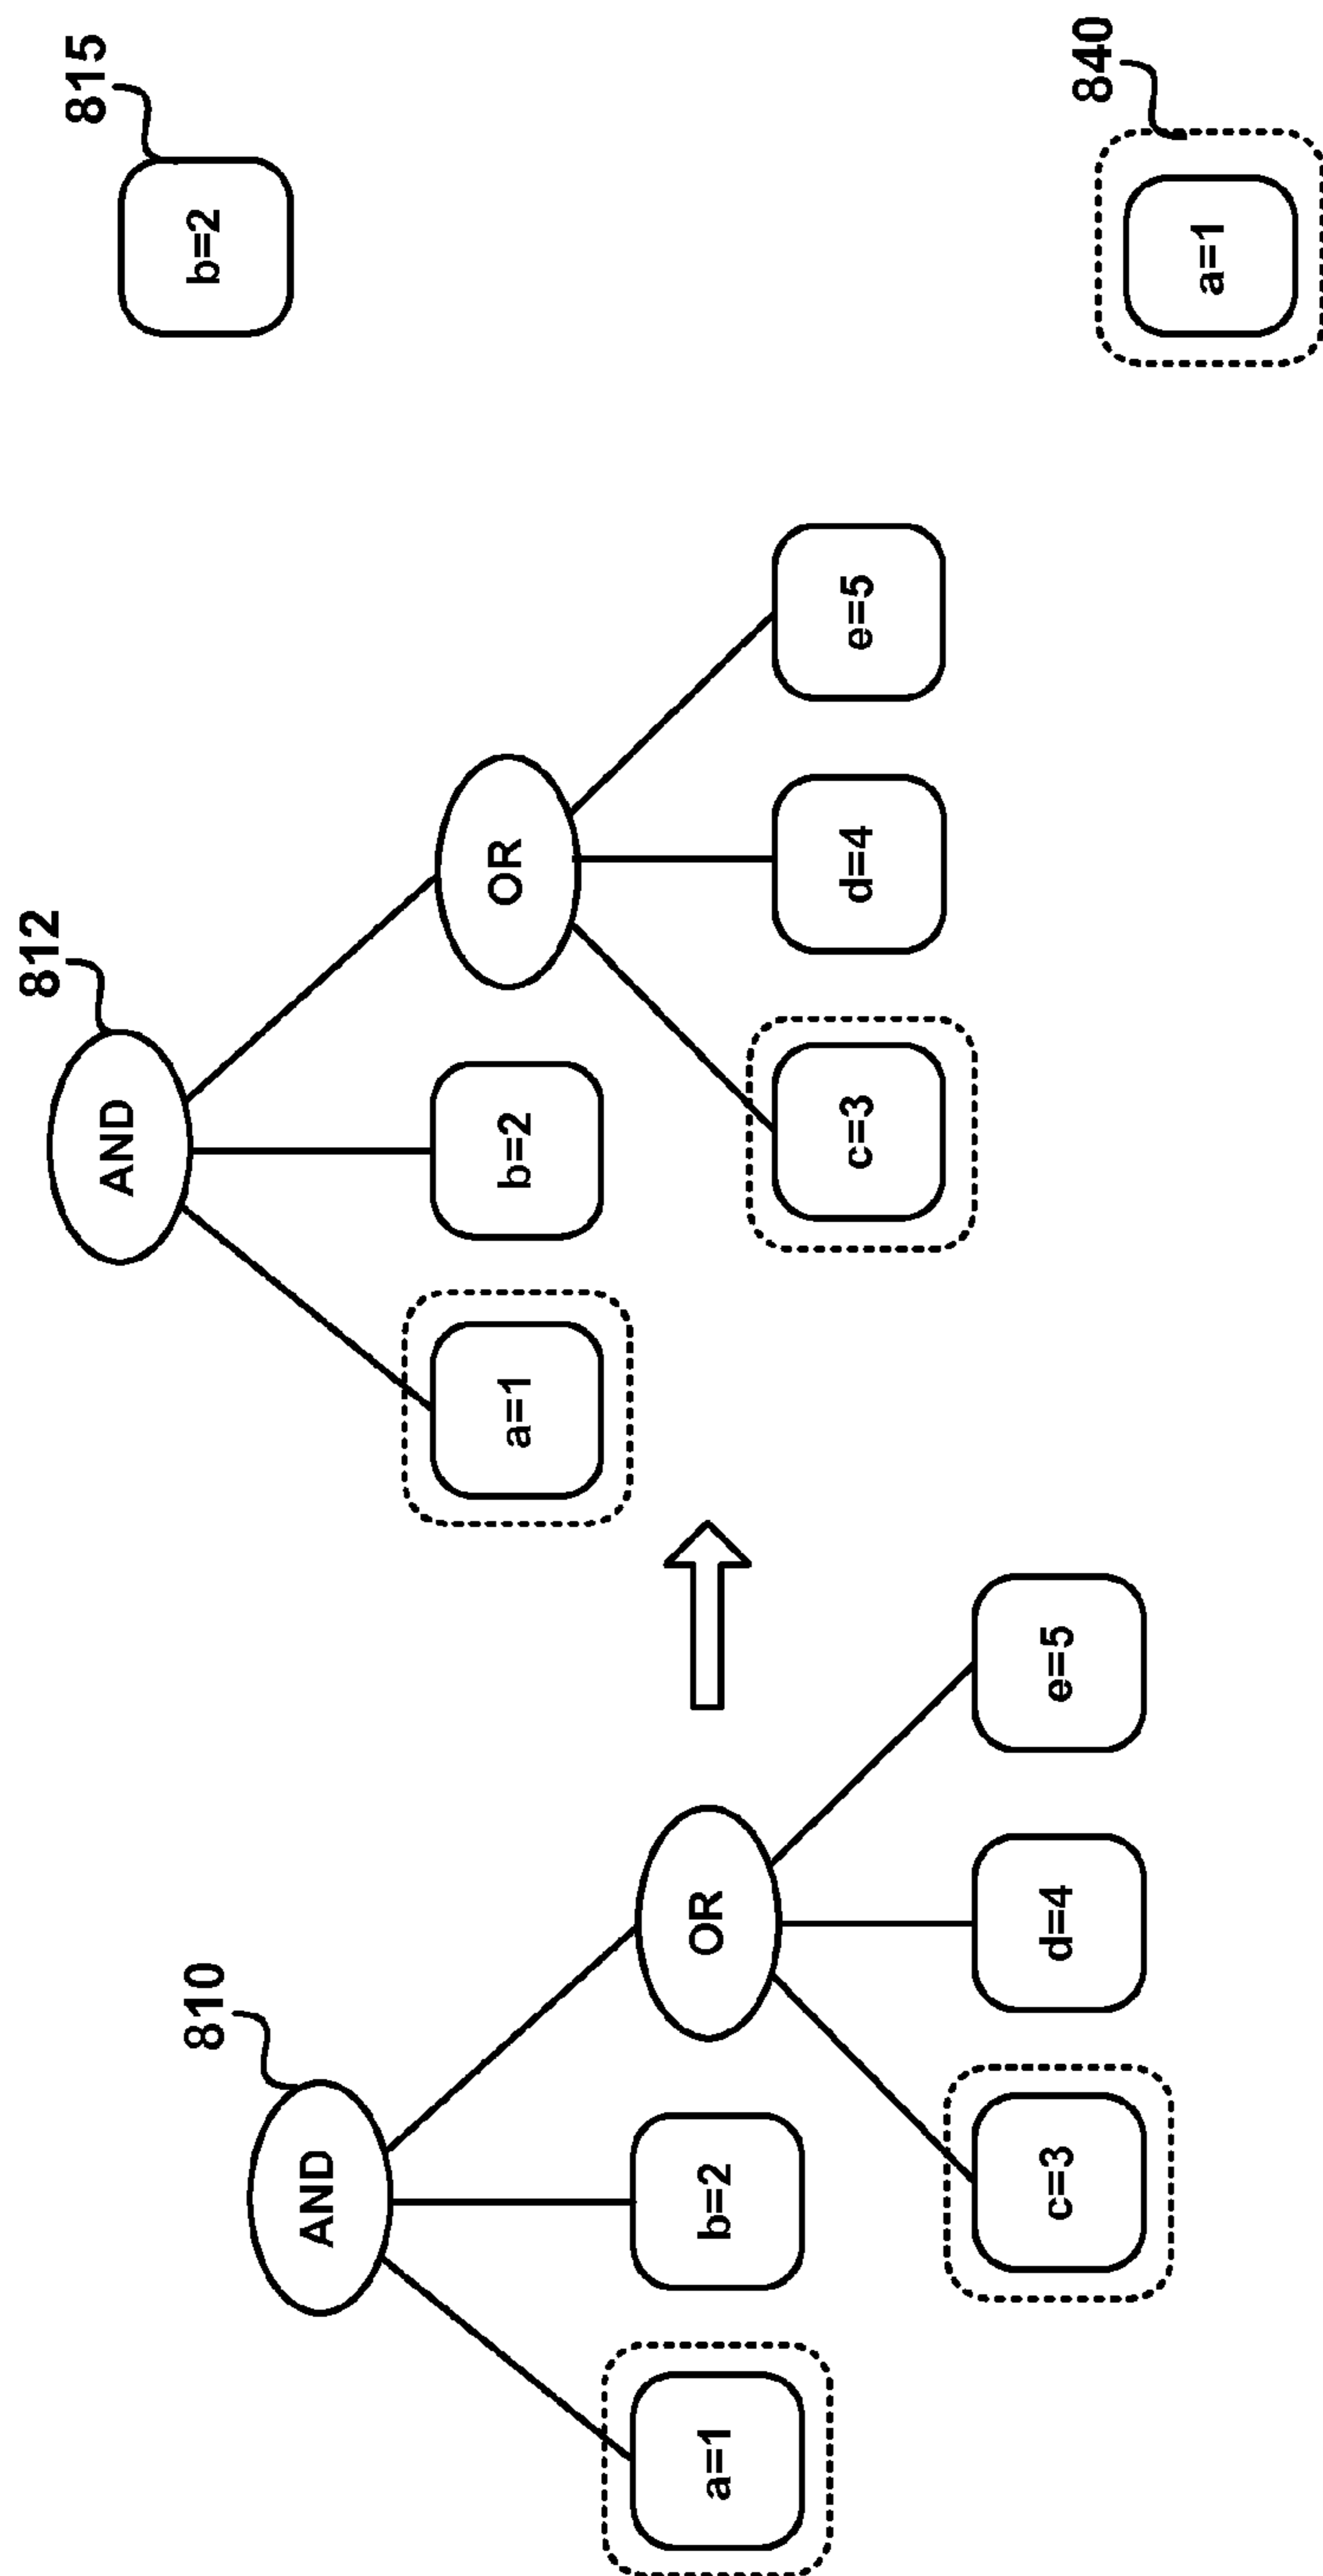 810
AND
a=1
b=2
OR
c=3
d=4
e=5
812
AND
a=1
b=2
OR
c=3
d=4
e=5
815
b=2
840
a=1